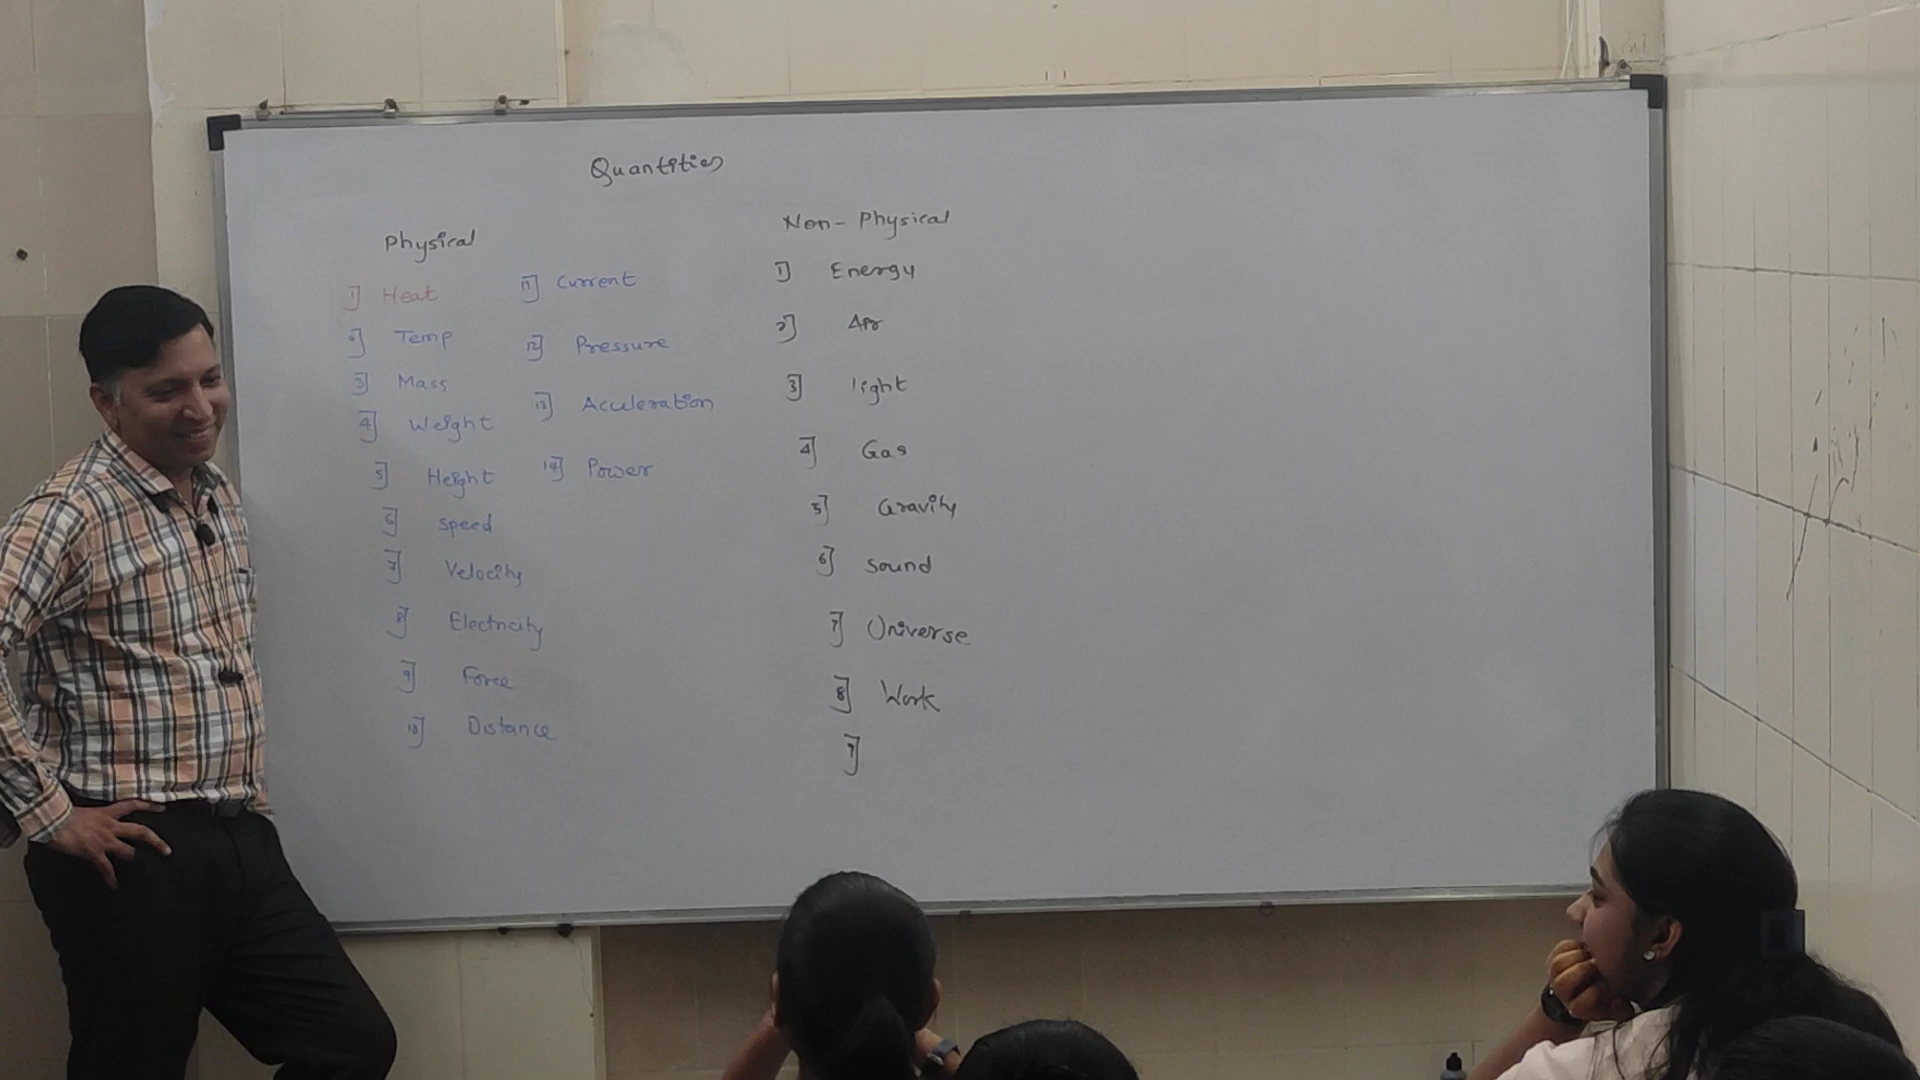 Quantities
Physical
1] Heat
2] Temp
3] Mass
4] Weight
5] Height
6] Speed
7] Velocity
8] Electricity
9] Force
10] Distance
11] Current
12] Pressure
13] Acceleration
14] Power
Non-Physical
1] Energy
2] Air
3] light
4] Gas
5] Gravity
6] Sound
7] Universe
8] Work
9]